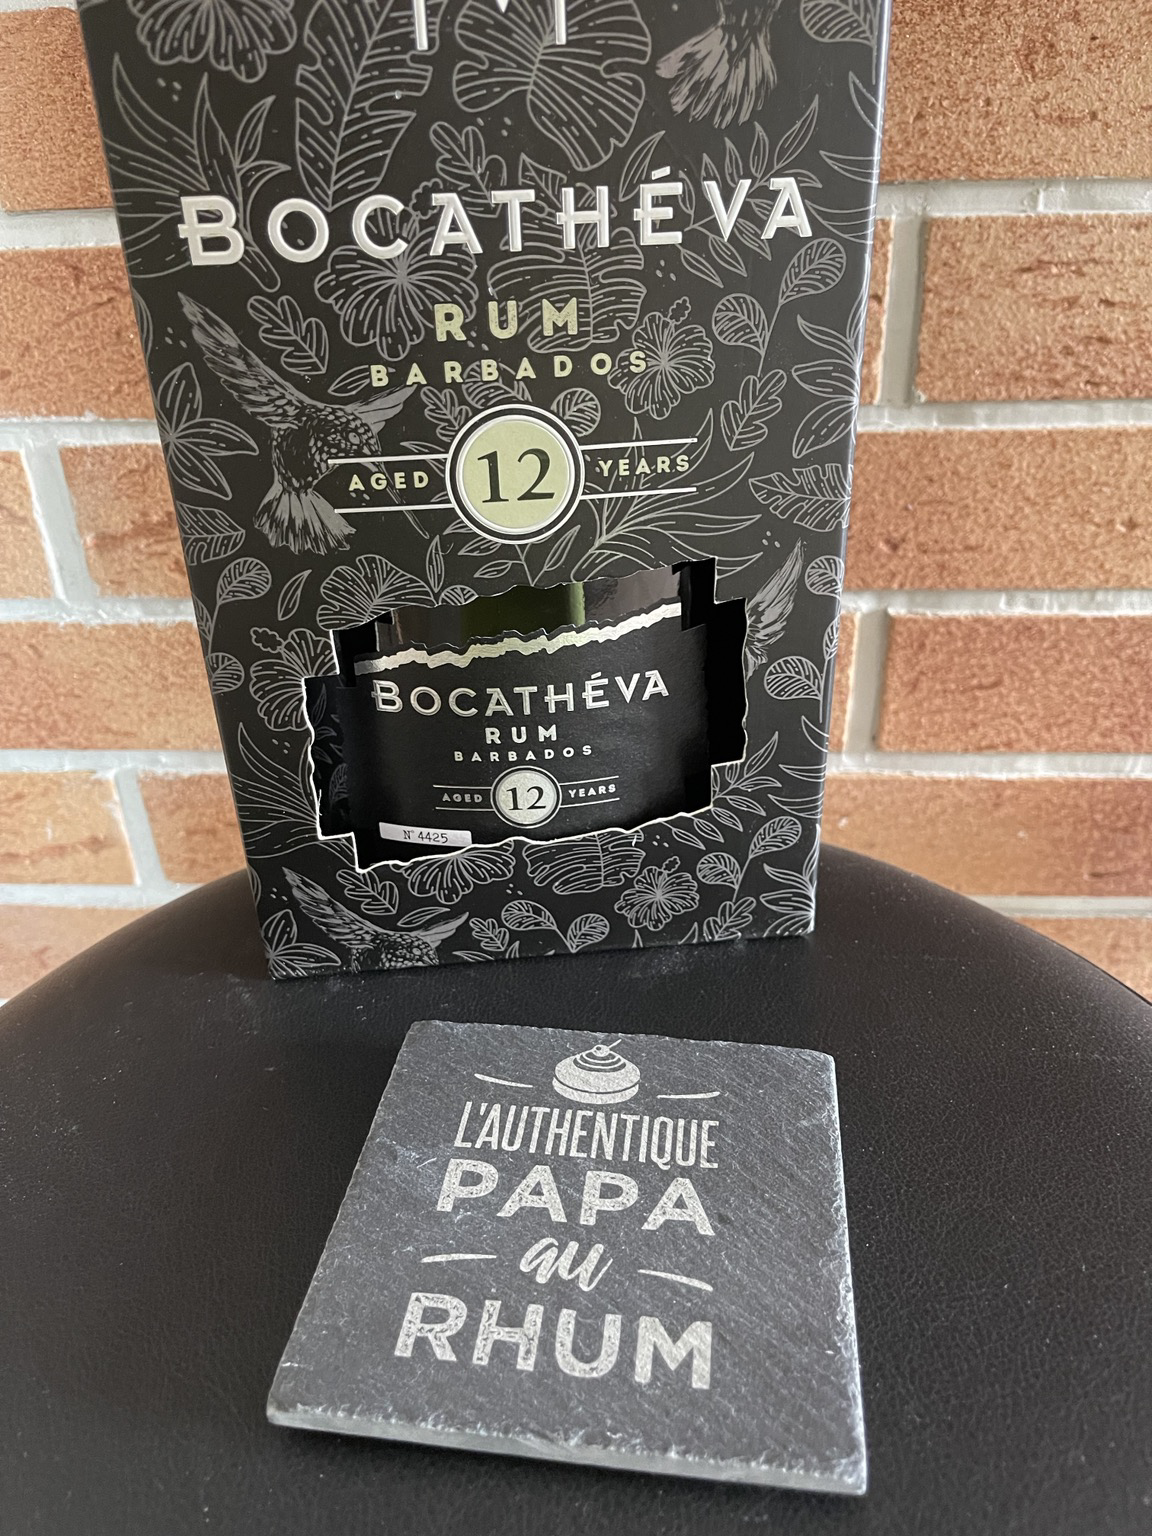 BOCATHÉVA
RUM
BARBADOS
AGED 12 YEARS
BOCATHÉVA
RUM
BARBADOS
AGED 12 YEARS
N° 4425
L'AUTHENTIQUE
PAPA
au
RHUM